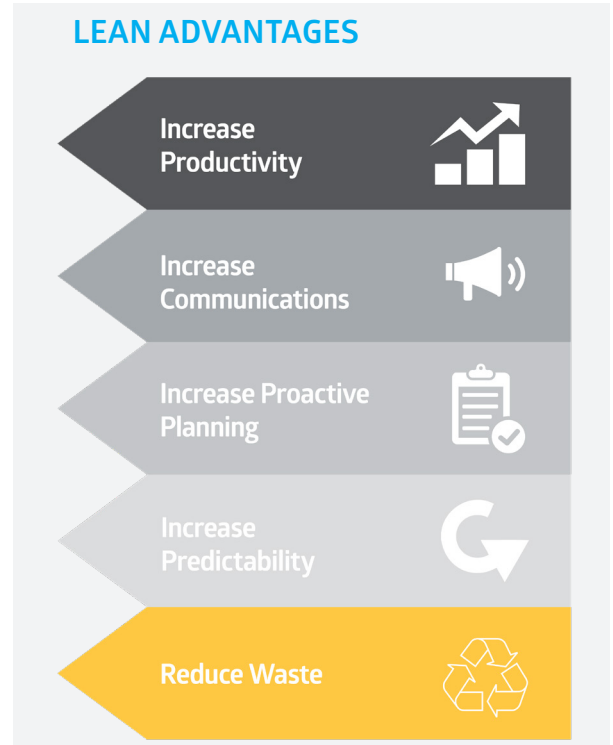 LEAN ADVANTAGES
Increase
Productivity
Increase
Communications
Increase Proactive
Planning
Increase
Predictability
Reduce Waste